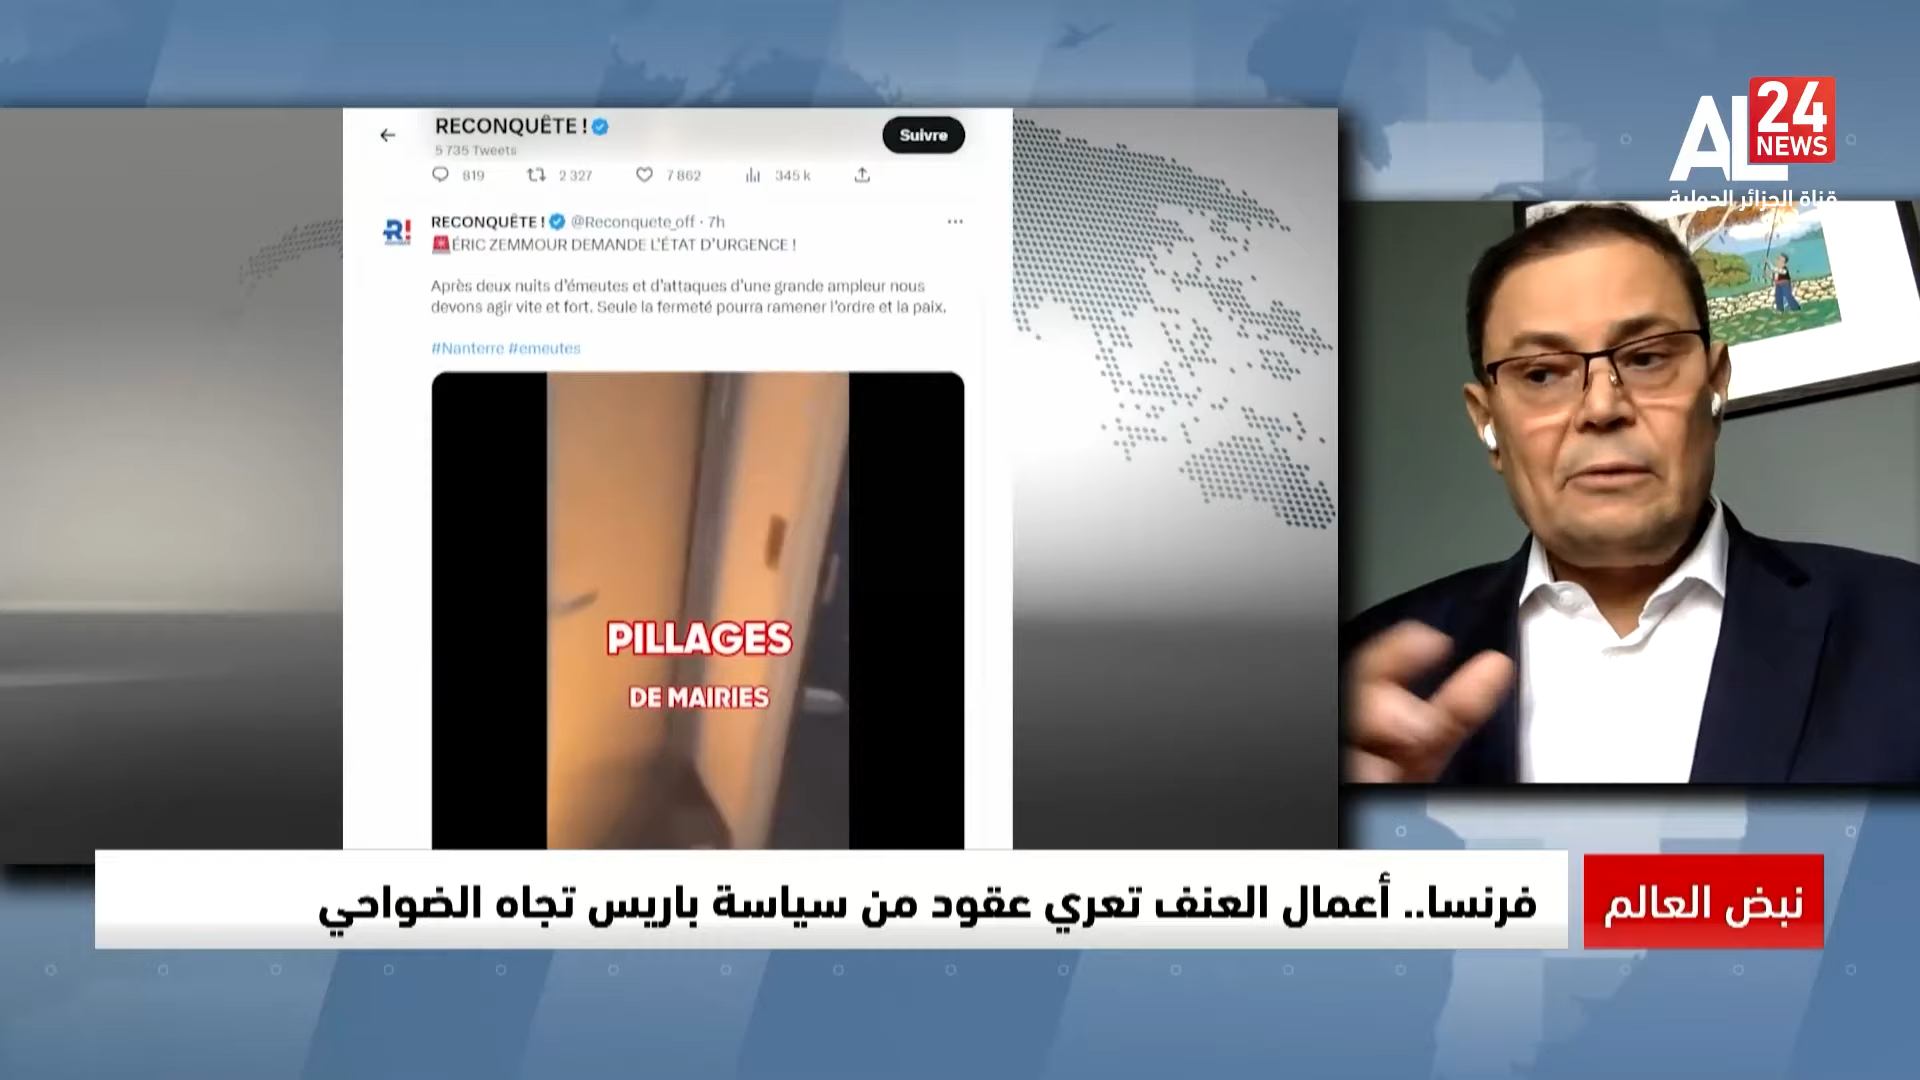 RECONQUÊTE !
Suivre
5 735 Tweets
819 2 327 7 862 345 k
RECONQUÊTE ! @Reconquete_off · 7h
ÉRIC ZEMMOUR DEMANDE L'ÉTAT D'URGENCE !
Après deux nuits d'émeutes et d'attaques d'une grande ampleur nous
devons agir vite et fort. Seule la fermeté pourra ramener l'ordre et la paix.
#Nanterre #emeutes
R!
PILLAGES
DE MAIRIES
AL
24
NEWS
قناة الجزائر الدولية
نبض العالم
فرنسا.. أعمال العنف تعري عقود من سياسة باريس تجاه الضواحي